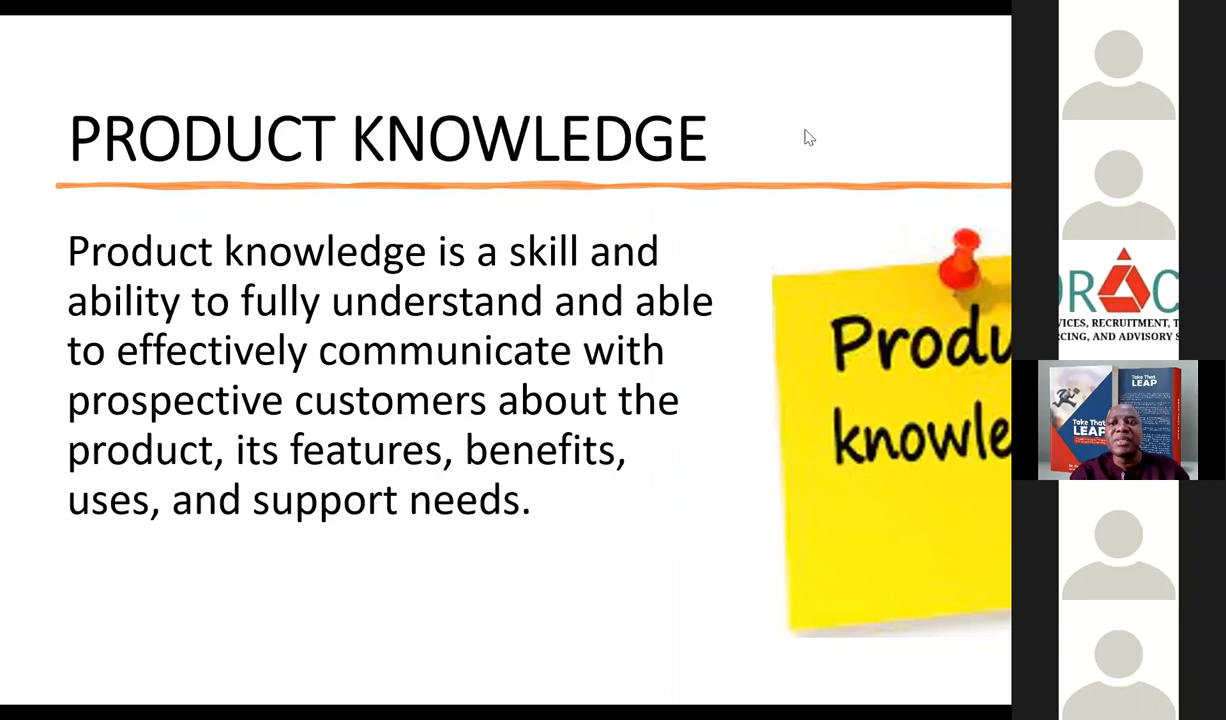 PRODUCT KNOWLEDGE
Product knowledge is a skill and
ability to fully understand and able
to effectively communicate with
prospective customers about the
product, its features, benefits,
uses, and support needs.
Produ
knowle
RAC
VICES, RECRUITMENT, T
RCING, AND ADVISORY S
Take That
LEAP
Take That
LEAP